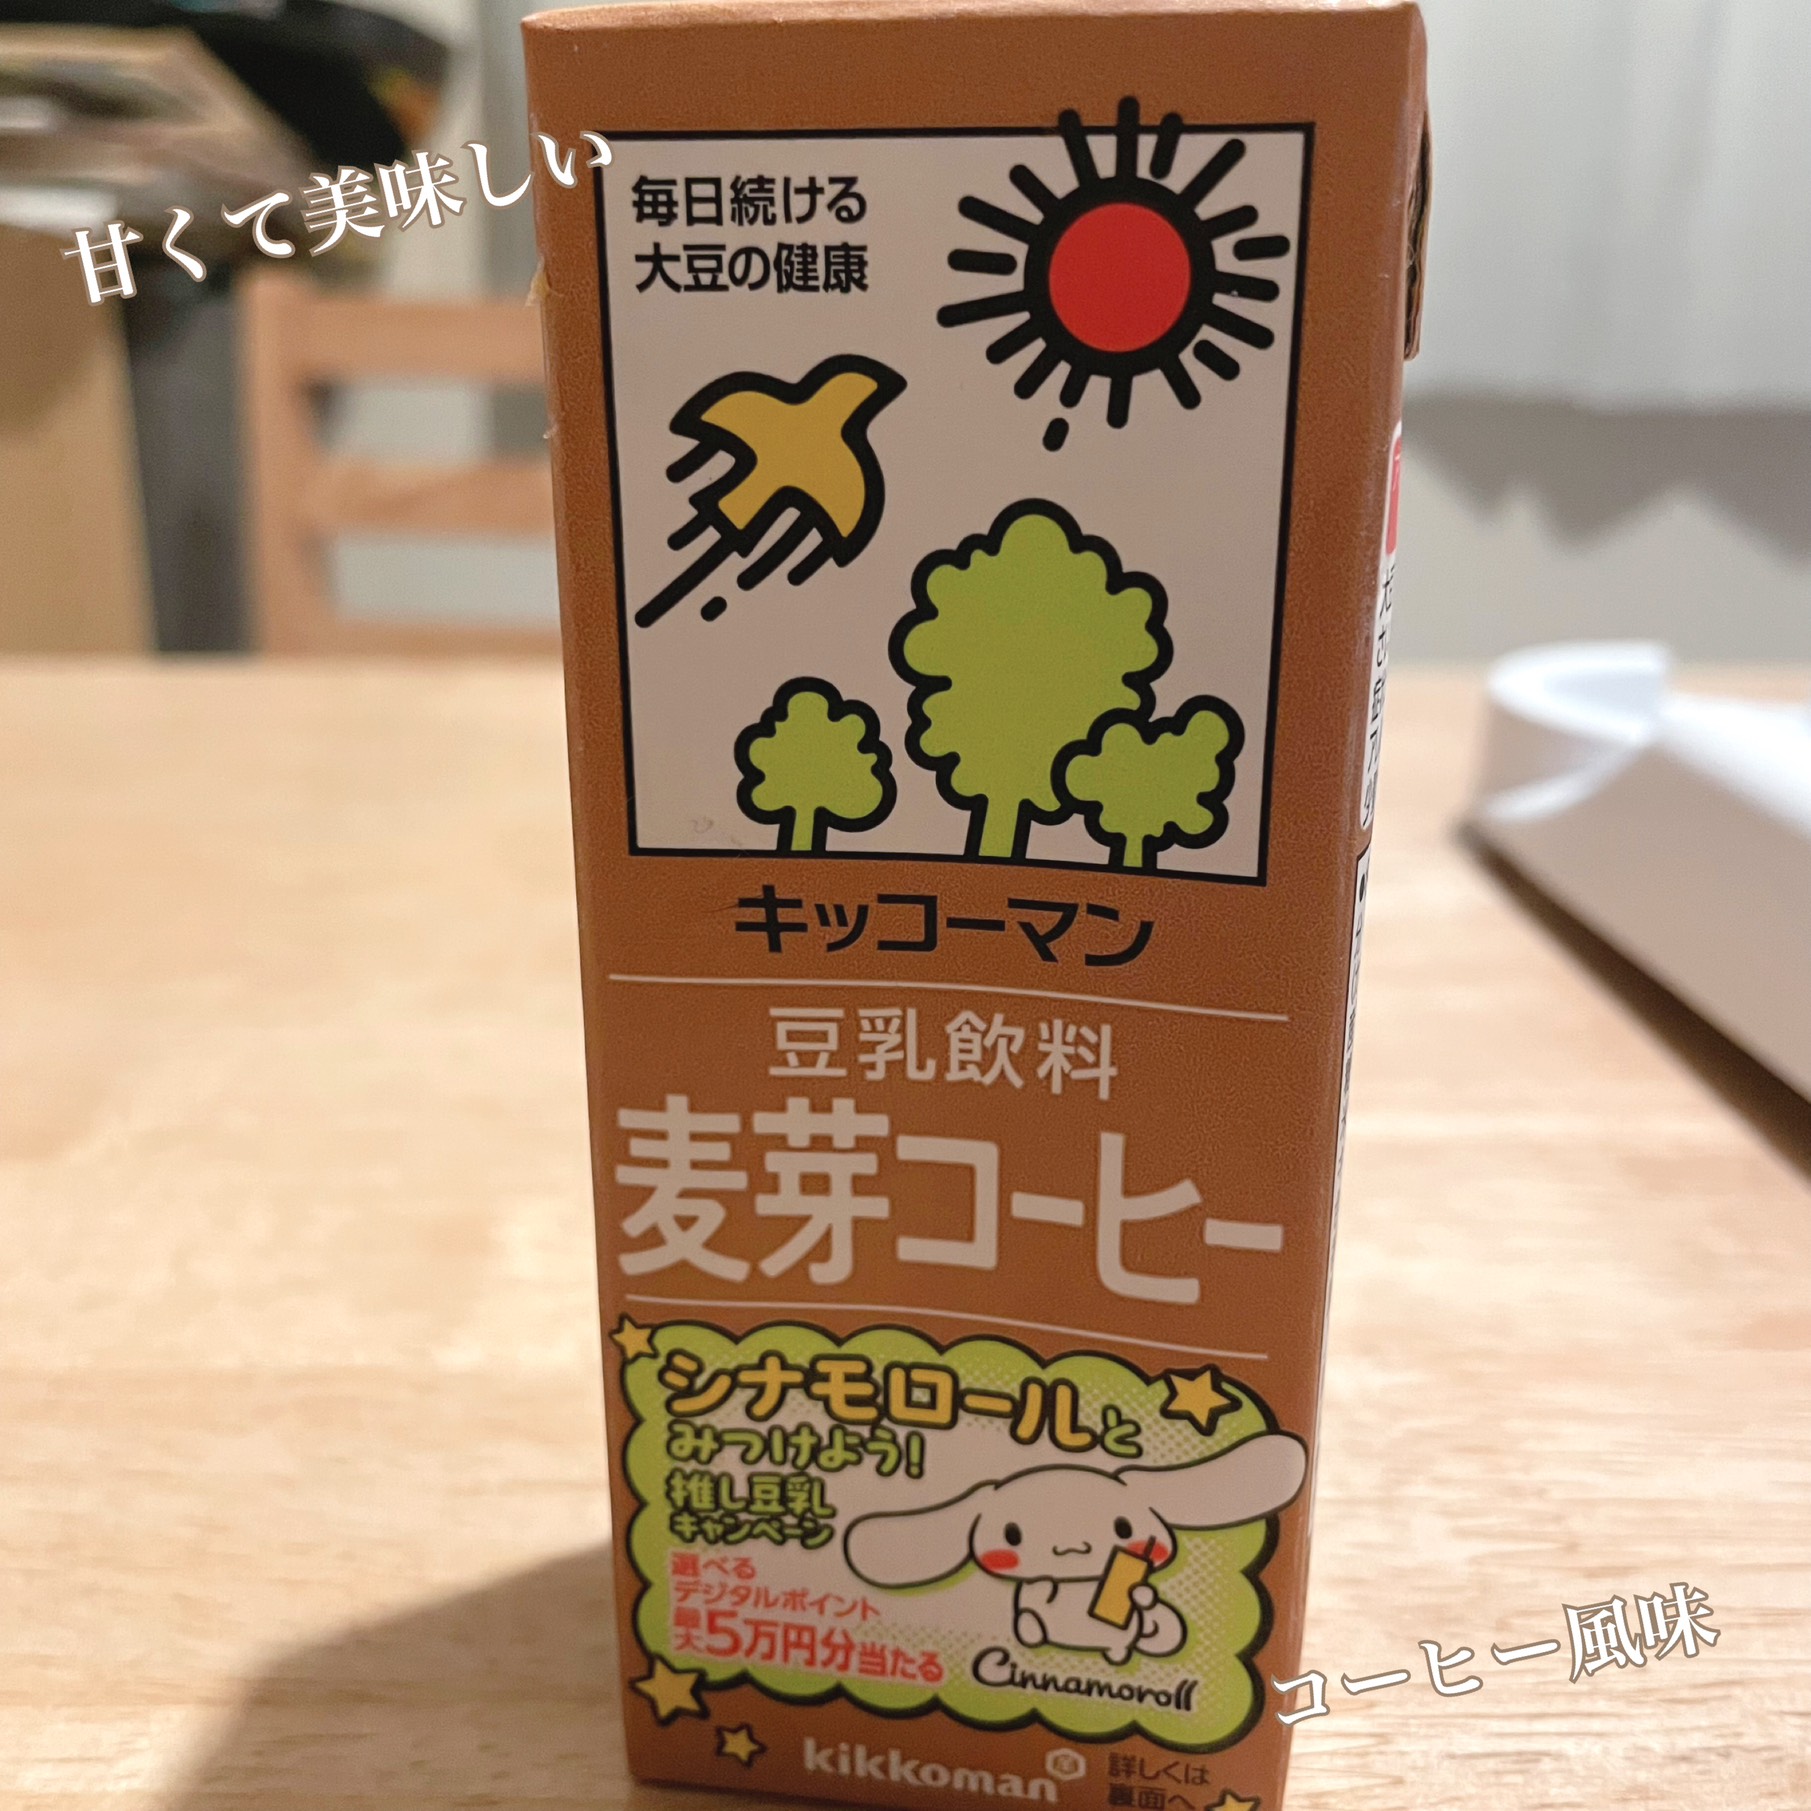 甘くて美味しい
毎日続ける
大豆の健康
キッコーマン
豆乳飲料
麦芽コーヒー
シナモロールと
みつけよう!
推し豆乳
キャンペーン
選べる
デジタルポイント
最大5万円分当たる
Cinnamoroll
コーヒー風味
kikkoman
詳しくは
裏面へ